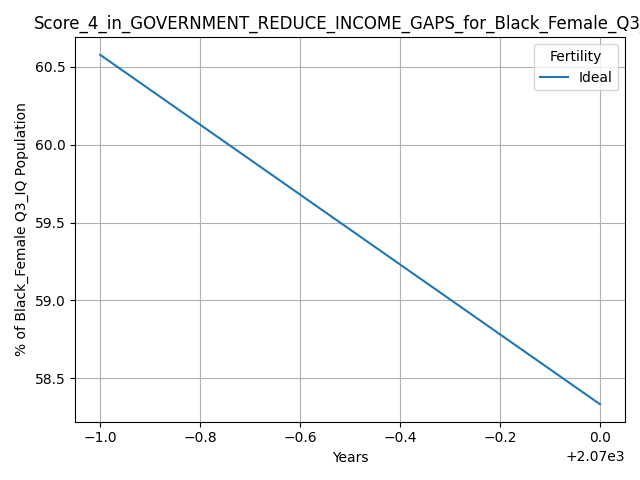 Score_4_in_GOVERNMENT_REDUCE_INCOME_GAPS_for_Black_Female_Q3
Fertility
Ideal
% of Black_Female Q3_IQ Population
60.5
60.0
59.5
59.0
58.5
−1.0 −0.8 −0.6 −0.4 −0.2 0.0
Years
+2.07e3